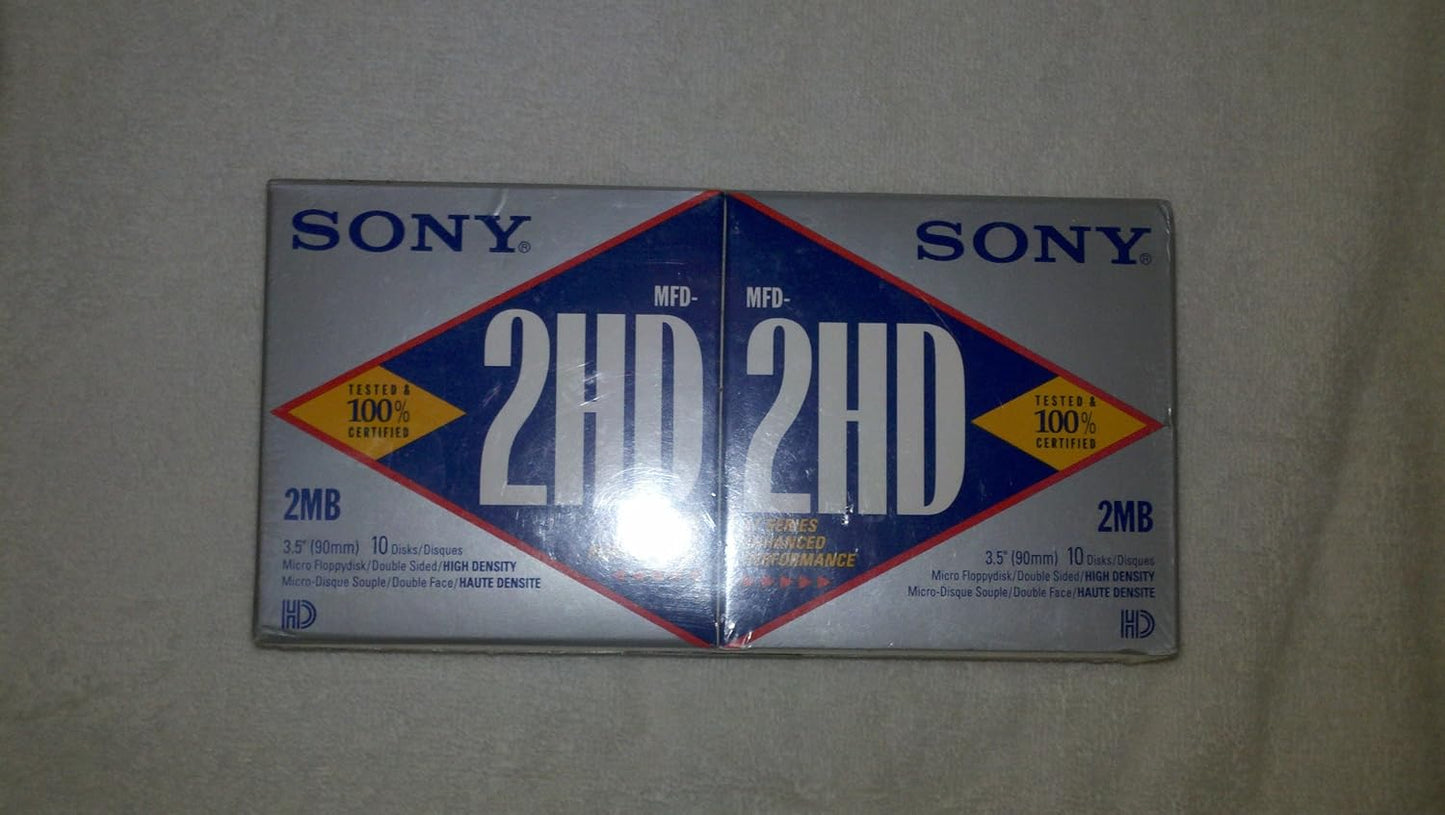 SONY®
MFD-
2HD
TESTED &
100%
CERTIFIED
2MB
3.5" (90mm) 10 Disks/Disques
Micro Floppydisk/Double Sided/HIGH DENSITY
Micro-Disque Souple/Double Face/HAUTE DENSITE
HD
SONY®
MFD-
2HD
SERIES
TESTED &
100%
CERTIFIED
2MB
3.5" (90mm) 10 Disks/Disques
Micro Floppydisk/Double Sided/HIGH DENSITY
Micro-Disque Souple/Double Face/HAUTE DENSITE
HD